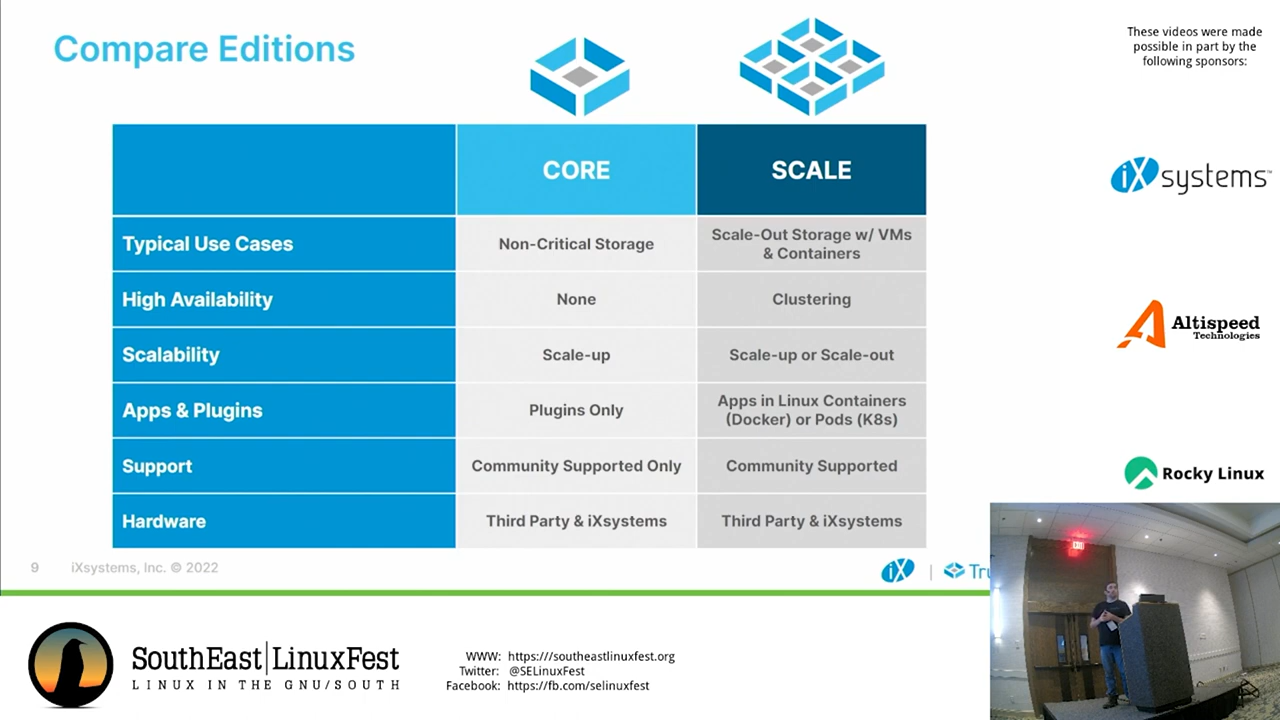 Compare Editions
CORE
SCALE
Typical Use Cases
Non-Critical Storage
Scale-Out Storage w/ VMs
& Containers
High Availability
None
Clustering
Scalability
Scale-up
Scale-up or Scale-out
Apps & Plugins
Plugins Only
Apps in Linux Containers
(Docker) or Pods (K8s)
Support
Community Supported Only
Community Supported
Hardware
Third Party & iXsystems
Third Party & iXsystems
9 iXsystems, Inc. © 2022
iX | Tru
These videos were made
possible in part by the
following sponsors:
iXsystems™
Altispeed
Technologies
Rocky Linux
EXIT
SouthEast|LinuxFest
LINUX IN THE GNU/SOUTH
WWW: https:///southeastlinuxfest.org
Twitter: @SELinuxFest
Facebook: https://fb.com/selinuxfest